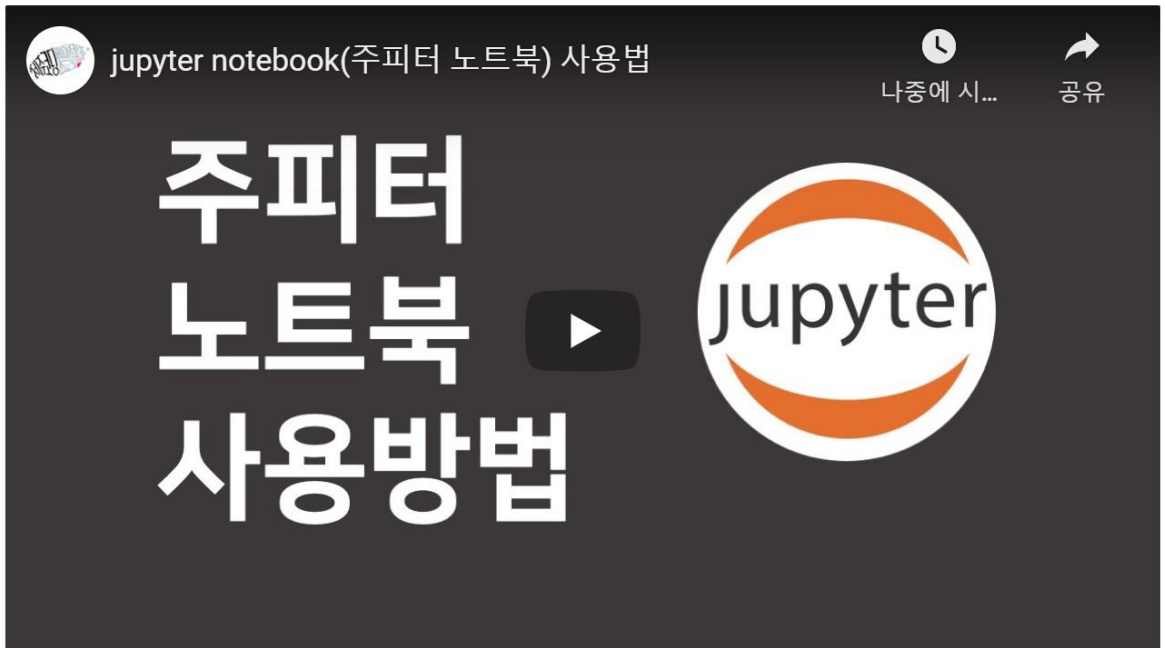 jupyter notebook(주피터 노트북) 사용법
나중에 시...
공유
주피터
노트북
사용방법
jupyter